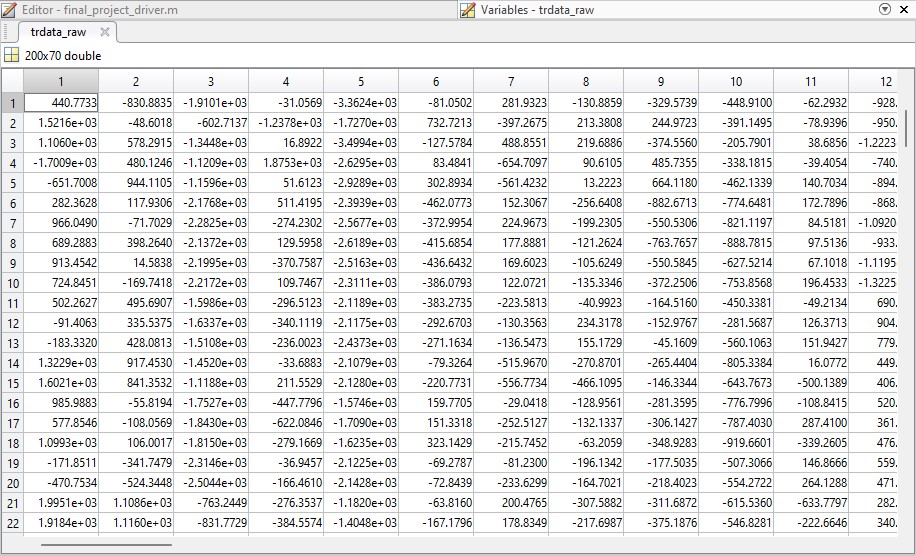 Editor - final_project_driver.m Variables - trdata_raw
trdata_raw
200x70 double
1 2 3 4 5 6 7 8 9 10 11 12
1 440.7733 -830.8835 -1.9101e+03 -31.0569 -3.3624e+03 -81.0502 281.9323 -130.8859 -329.5739 -448.9100 -62.2932 -928.
2 1.5216e+03 -48.6018 -602.7137 -1.2378e+03 -1.7270e+03 732.7213 -397.2675 213.3808 244.9723 -391.1495 -78.9396 -950.
3 1.1060e+03 578.2915 -1.3448e+03 16.8922 -3.4994e+03 -127.5784 488.8551 219.6886 -374.5560 -205.7901 38.6856 -1.2223
4 -1.7009e+03 480.1246 -1.1209e+03 1.8753e+03 -2.6295e+03 83.4841 -654.7097 90.6105 485.7355 -338.1815 -39.4054 -740.
5 -651.7008 944.1105 -1.1596e+03 51.6123 -2.9289e+03 302.8934 -561.4232 13.2223 664.1180 -462.1339 140.7034 -894.
6 282.3628 117.9306 -2.1768e+03 511.4195 -2.3939e+03 -462.0773 152.3067 -256.6408 -882.6713 -774.6481 172.7896 -868.
7 966.0490 -71.7029 -2.2825e+03 -274.2302 -2.5677e+03 -372.9954 224.9673 -199.2305 -550.5306 -821.1197 84.5181 -1.0920
8 689.2883 398.2640 -2.1372e+03 129.5958 -2.6189e+03 -415.6854 177.8881 -121.2624 -763.7657 -888.7815 97.5136 -933.
9 913.4542 14.5838 -2.1995e+03 -370.7587 -2.5163e+03 -436.6432 169.6023 -105.6249 -550.5845 -627.5214 67.1018 -1.1195
10 724.8451 -169.7418 -2.2172e+03 109.7467 -2.3111e+03 -386.0793 122.0721 -135.3346 -372.2506 -753.8568 196.4533 -1.3225
11 502.2627 495.6907 -1.5986e+03 -296.5123 -2.1189e+03 -383.2735 -223.5813 -40.9923 -164.5160 -450.3381 -49.2134 690.
12 -91.4063 335.5375 -1.6337e+03 -340.1119 -2.1175e+03 -292.6703 -130.3563 234.3178 -152.9767 -281.5687 126.3713 904.
13 -183.3320 428.0813 -1.5108e+03 -236.0023 -2.4373e+03 -271.1634 -136.5473 155.1729 -45.1609 -560.1063 151.9427 779.
14 1.3229e+03 917.4530 -1.4520e+03 -33.6883 -2.1079e+03 -79.3264 -515.9670 -270.8701 -265.4404 -805.3384 16.0772 449.
15 1.6021e+03 841.3532 -1.1188e+03 211.5529 -2.1280e+03 -220.7731 -556.7734 -466.1095 -146.3344 -643.7673 -500.1389 406.
16 985.9883 -55.8194 -1.7527e+03 -447.7796 -1.5746e+03 159.7705 -29.0418 -128.9561 -281.3595 -776.7996 -108.8415 520.
17 577.8546 -108.0569 -1.8430e+03 -622.0846 -1.7090e+03 151.3318 -252.5127 -132.1337 -306.1427 -787.4030 287.4100 361.
18 1.0993e+03 106.0017 -1.8150e+03 -279.1669 -1.6235e+03 323.1429 -215.7452 -63.2059 -348.9283 -919.6601 -339.2605 476.
19 -171.8511 -341.7479 -2.3146e+03 -36.9457 -2.1225e+03 -69.2787 -81.2300 -196.1342 -177.5035 -507.3066 146.8666 559.
20 -470.7534 -524.3448 -2.5044e+03 -166.4610 -2.1428e+03 -72.8439 -233.6299 -164.7021 -218.4023 -554.2722 264.1288 471.
21 1.9951e+03 1.1086e+03 -763.2449 -276.3537 -1.1820e+03 -63.8160 200.4765 -307.5882 -311.6872 -615.5360 -633.7797 282.
22 1.9184e+03 1.1160e+03 -831.7729 -384.5574 -1.4048e+03 -167.1796 178.8349 -217.6987 -375.1876 -546.8281 -222.6646 340.